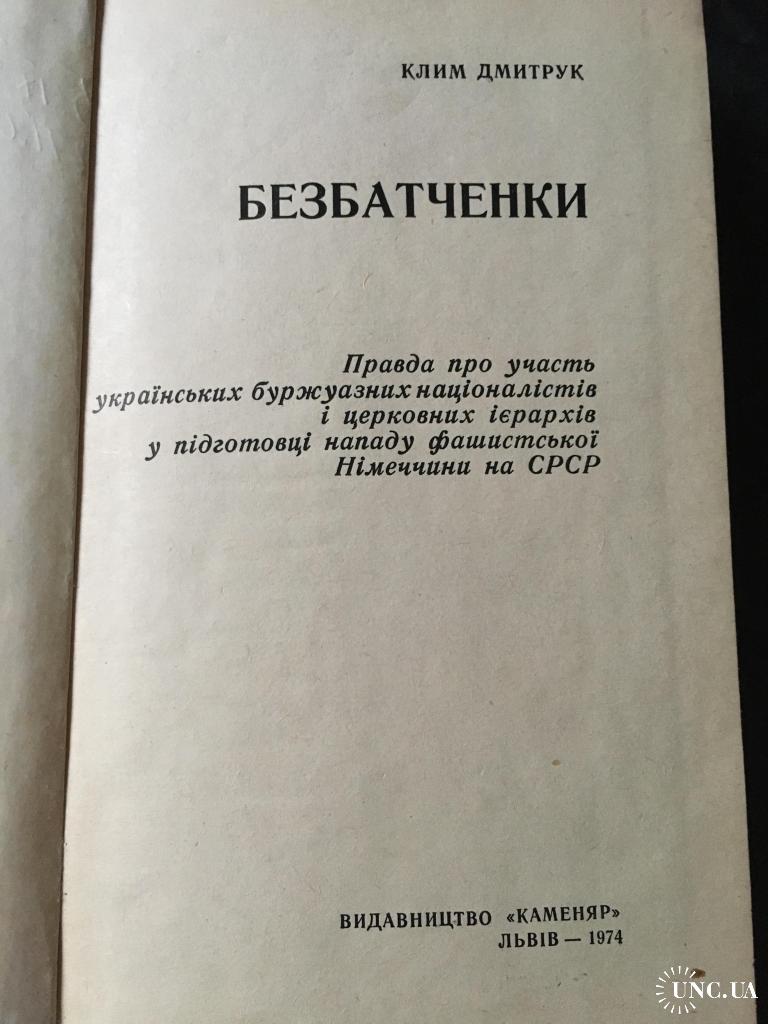 КЛИМ ДМИТРУК
БЕЗБАТЧЕНКИ
Правда про участь
українських буржуазних націоналістів
і церковних ієрархів
у підготовці нападу фашистської
Німеччини на СРСР
ВИДАВНИЦТВО «КАМЕНЯР»
ЛЬВІВ — 1974
UNC.UA